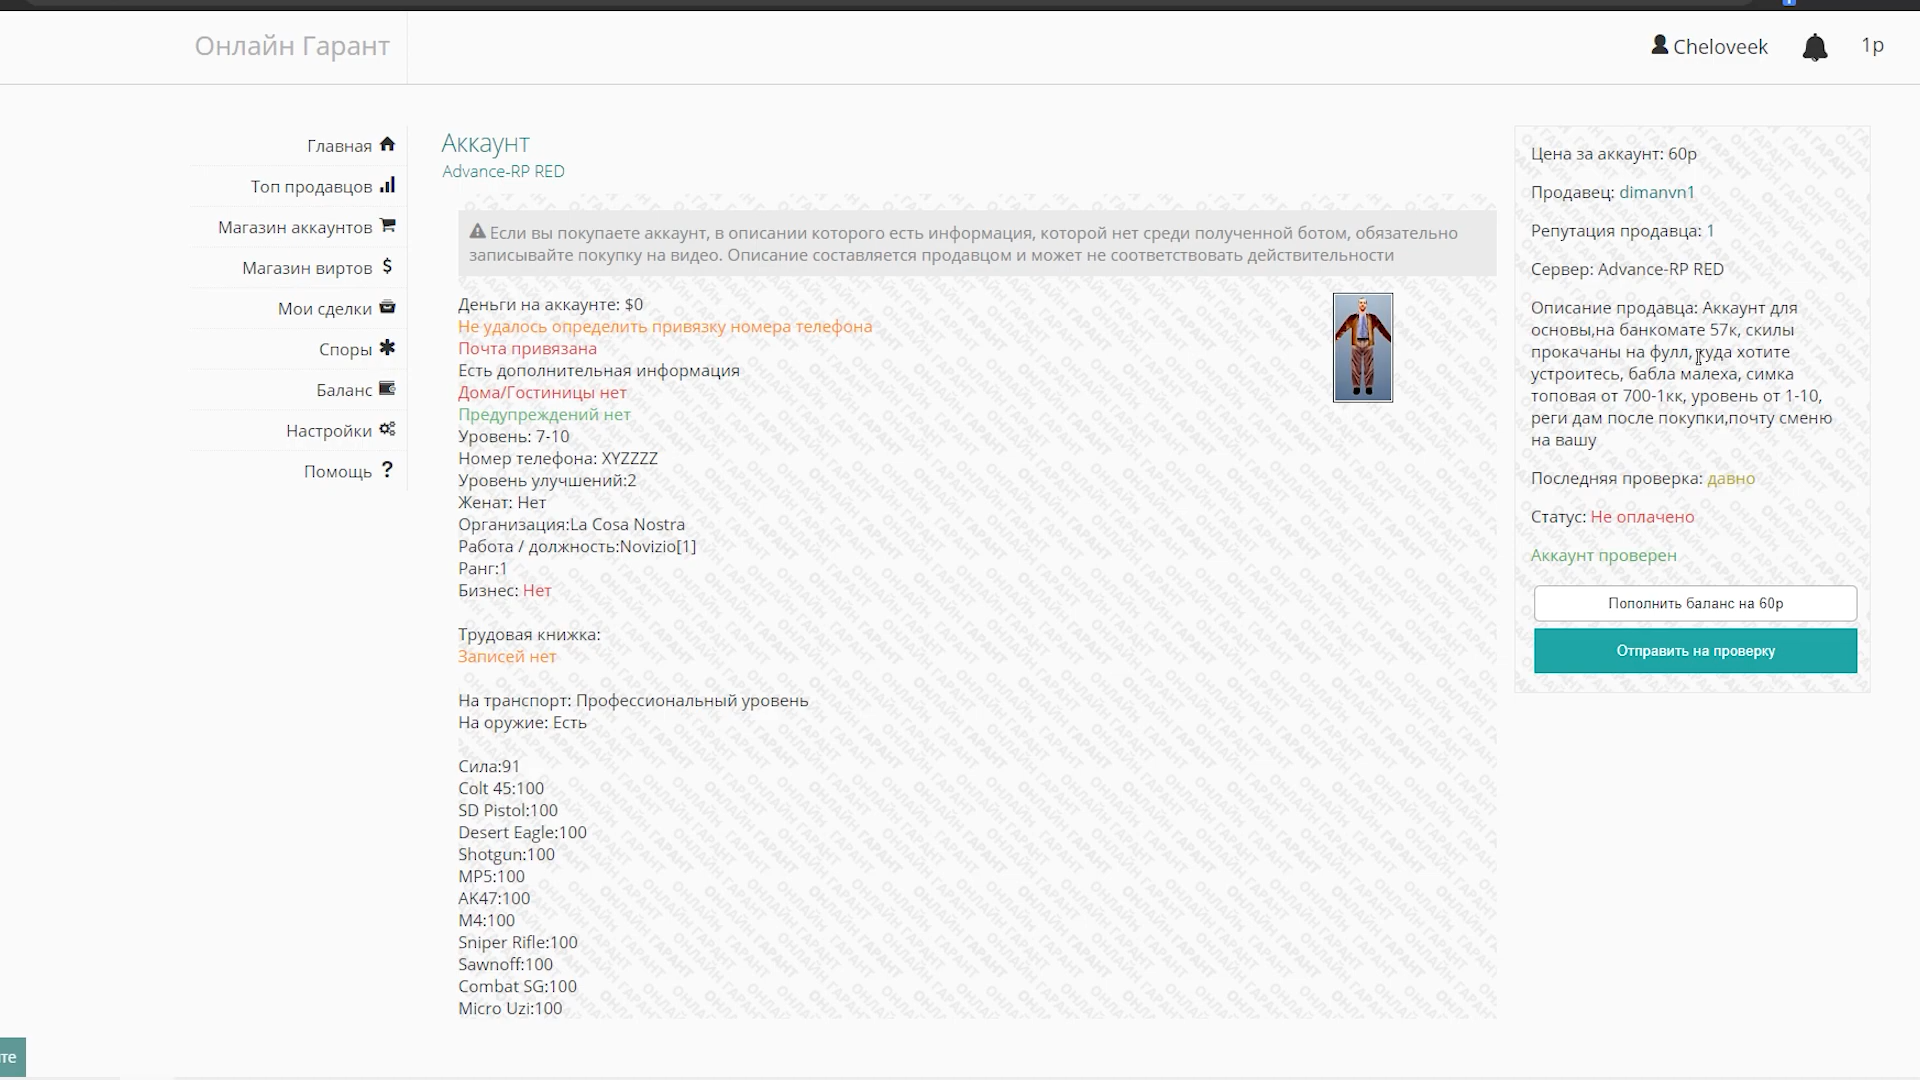 Онлайн Гарант
Cheloveek
1р
Главная
Топ продавцов
Магазин аккаунтов
Магазин виртов
Мои сделки
Споры
Баланс
Настройки
Помощь
Аккаунт
Advance-RP RED
Если вы покупаете аккаунт, в описании которого есть информация, которой нет среди полученной ботом, обязательно
записывайте покупку на видео. Описание составляется продавцом и может не соответствовать действительности
Деньги на аккаунте: $0
Не удалось определить привязку номера телефона
Почта привязана
Есть дополнительная информация
Дома/Гостиницы нет
Предупреждений нет
Уровень: 7-10
Номер телефона: XYZZZZ
Уровень улучшений:2
Женат: Нет
Организация:La Cosa Nostra
Работа / должность:Novizio[1]
Ранг:1
Бизнес: Нет
Трудовая книжка:
Записей нет
На транспорт: Профессиональный уровень
На оружие: Есть
Сила:91
Colt 45:100
SD Pistol:100
Desert Eagle:100
Shotgun:100
MP5:100
AK47:100
M4:100
Sniper Rifle:100
Sawnoff:100
Combat SG:100
Micro Uzi:100
Цена за аккаунт: 60р
Продавец: dimanvn1
Репутация продавца: 1
Сервер: Advance-RP RED
Описание продавца: Аккаунт для
основы,на банкомате 57к, скилы
прокачаны на фулл, куда хотите
устроитесь, бабла малеха, симка
топовая от 700-1кк, уровень от 1-10,
реги дам после покупки,почту сменю
на вашу
Последняя проверка: давно
Статус: Не оплачено
Аккаунт проверен
Пополнить баланс на 60р
Отправить на проверку